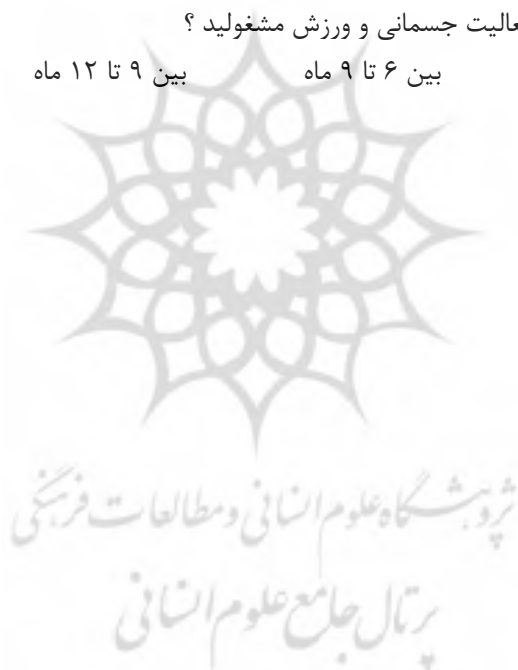 عالیت جسمانی و ورزش مشغولید ؟
بین ۶ تا ۹ ماه بین ۹ تا ۱۲ ماه
پژوهشگاه علوم انسانی و مطالعات فرهنگی
پرتال جامع علوم انسانی